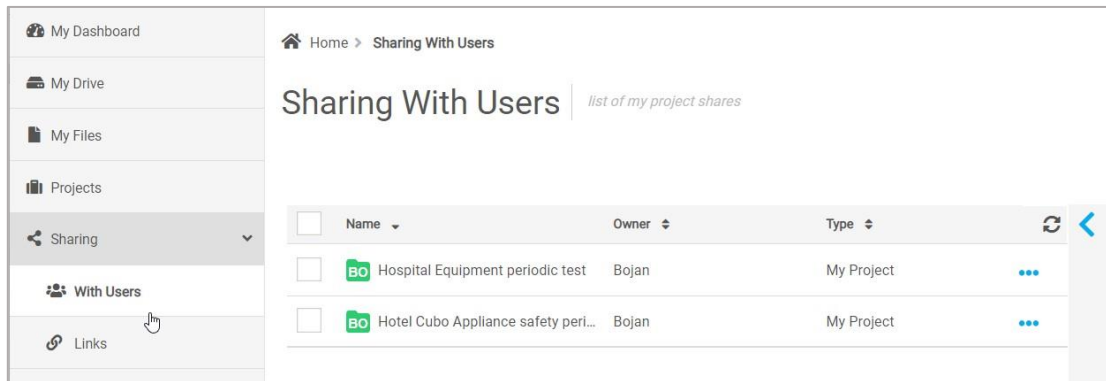 My Dashboard
My Drive
My Files
Projects
Sharing
With Users
Links
Home > Sharing With Users
Sharing With Users list of my project shares
Name Owner Type
BO Hospital Equipment periodic test Bojan My Project
BO Hotel Cubo Appliance safety peri... Bojan My Project